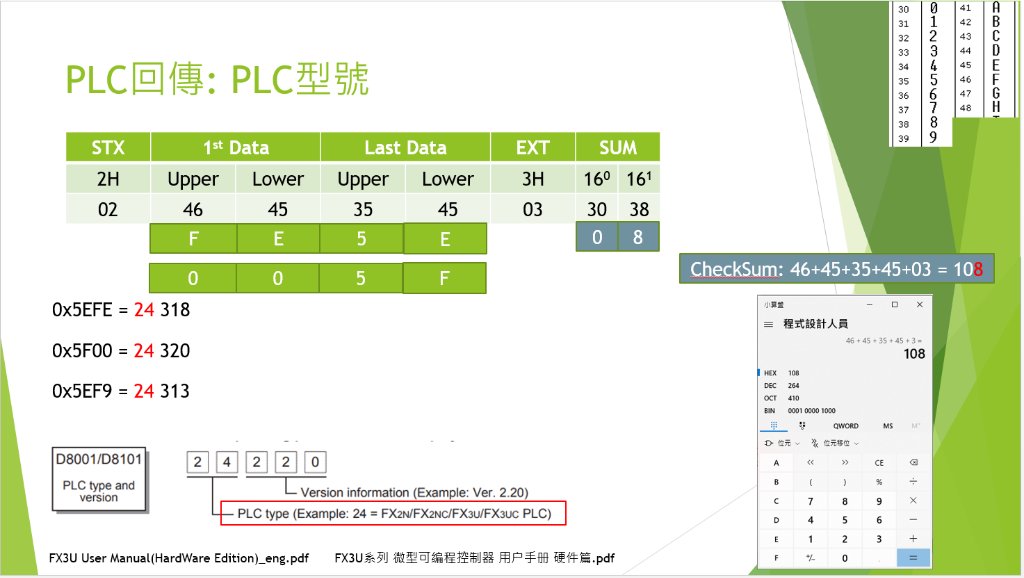 30 0 41 A
31 1 42 B
32 2 43 C
33 3 44 D
34 4 45 E
35 5 46 F
36 6 47 G
37 7 48 H
38 8
39 9
PLC回傳: PLC型號
STX 1st Data Last Data EXT SUM
2H Upper Lower Upper Lower 3H 16⁰ 16¹
02 46 45 35 45 03 30 38
F E 5 E 0 8
0 0 5 F
CheckSum: 46+45+35+45+03 = 108
0x5EFE = 24 318
0x5F00 = 24 320
0x5EF9 = 24 313
小算盤
程式設計人員
46 + 45 + 35 + 45 + 3 =
108
HEX 108
DEC 264
OCT 410
BIN 0001 0000 1000
QWORD MS M˅
位元 位元移位
A << >> CE
B ( ) % ÷
C 7 8 9 ×
D 4 5 6 −
E 1 2 3 +
F +/− 0 . =
D8001/D8101
PLC type and
version
2 4 2 2 0
Version information (Example: Ver. 2.20)
PLC type (Example: 24 = FX2N/FX2NC/FX3U/FX3UC PLC)
FX3U User Manual(HardWare Edition)_eng.pdf FX3U系列 微型可編程控制器 用户手册 硬件篇.pdf